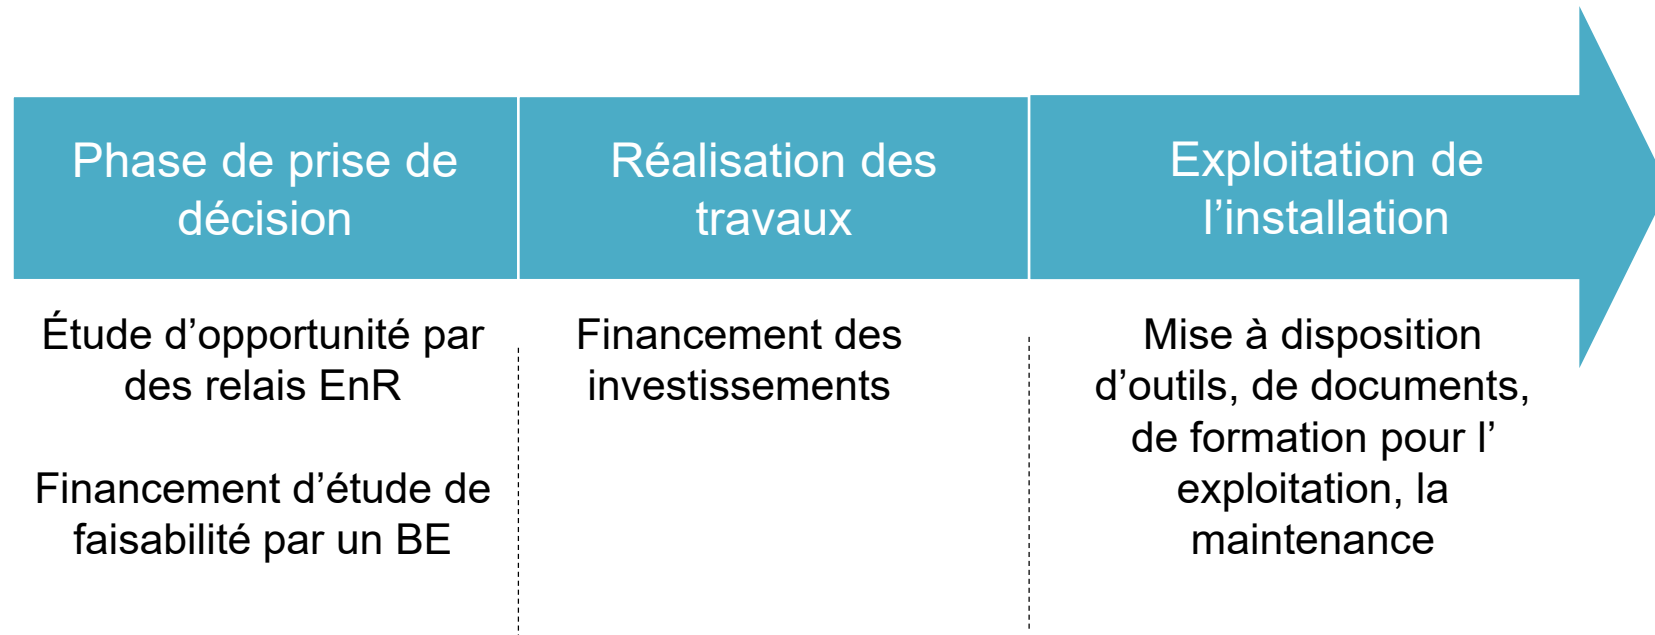 Phase de prise de
décision
Réalisation des
travaux
Exploitation de
l’installation
Étude d’opportunité par
des relais EnR
Financement d’étude de
faisabilité par un BE
Financement des
investissements
Mise à disposition
d’outils, de documents,
de formation pour l’
exploitation, la
maintenance